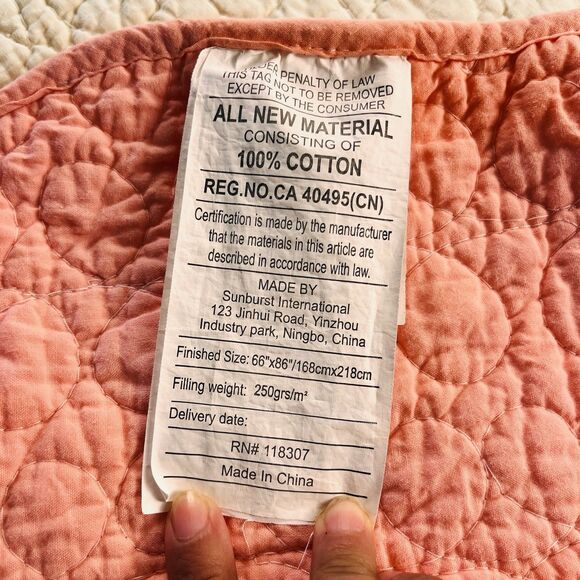 PENALTY OF LAW
THIS TAG NOT TO BE REMOVED
EXCEPT BY THE CONSUMER
ALL NEW MATERIAL
CONSISTING OF
100% COTTON
REG.NO.CA 40495(CN)
Certification is made by the manufacturer
that the materials in this article are
described in accordance with law.
MADE BY
Sunburst International
123 Jinhui Road, Yinzhou
Industry park, Ningbo, China
Finished Size: 66"x86"/168cmx218cm
Filling weight: 250grs/m²
Delivery date:
RN# 118307
Made In China